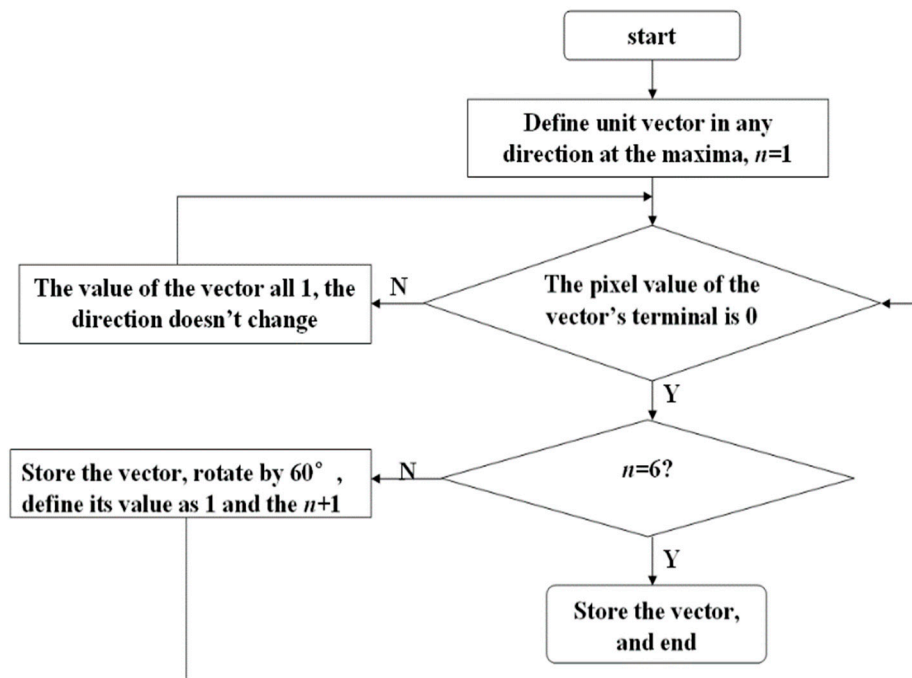 start
Define unit vector in any
direction at the maxima, n=1
The value of the vector all 1, the
direction doesn't change
N
The pixel value of the
vector's terminal is 0
Y
Store the vector, rotate by 60° ,
define its value as 1 and the n+1
N
n=6?
Y
Store the vector,
and end